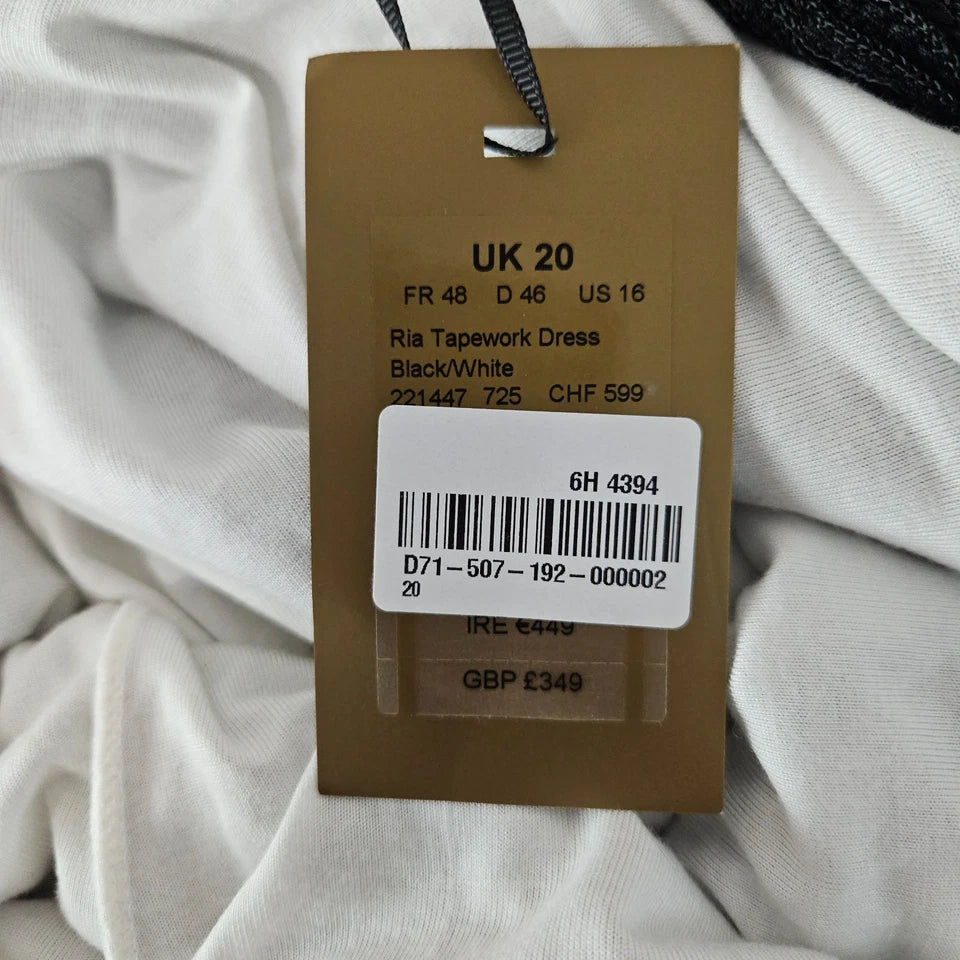 UK 20
FR 48 D 46 US 16
Ria Tapework Dress
Black/White
221447 725 CHF 599
6H 4394
D71-507-192-000002
20
IRE €449
GBP £349